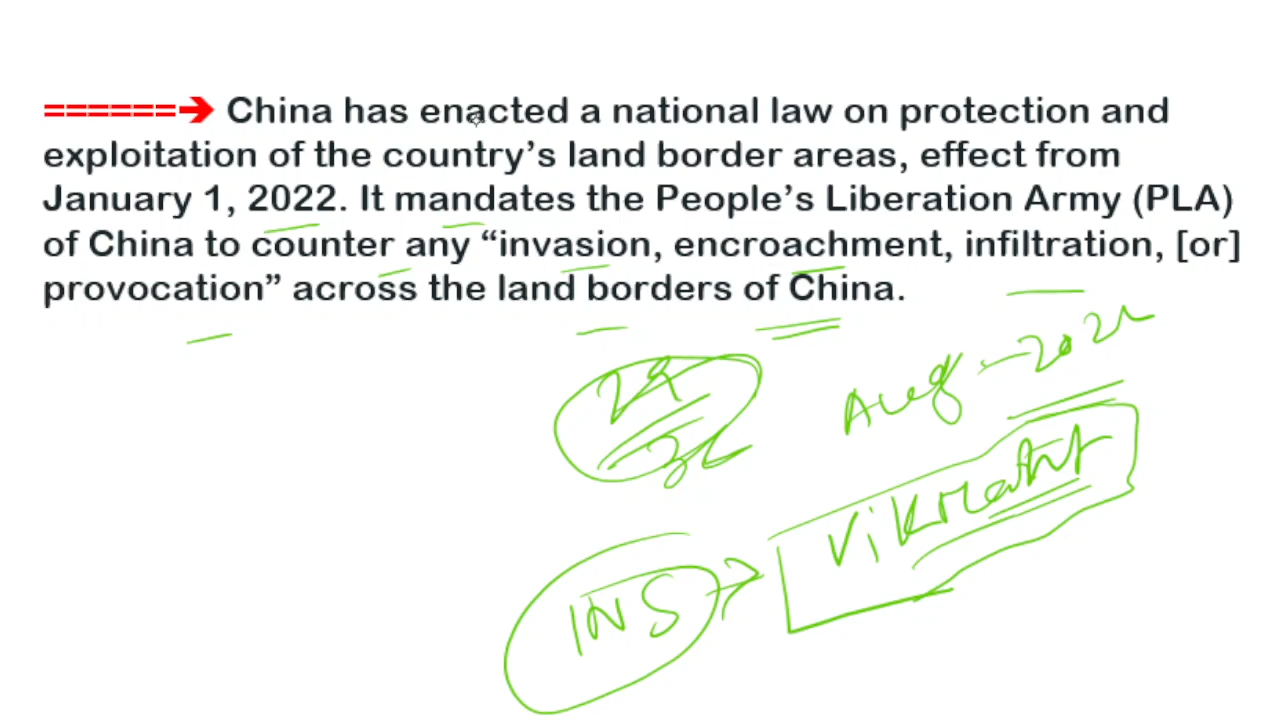 ======➔ China has enacted a national law on protection and
exploitation of the country’s land border areas, effect from
January 1, 2022. It mandates the People’s Liberation Army (PLA)
of China to counter any “invasion, encroachment, infiltration, [or]
provocation” across the land borders of China.
Aug - 2022
INS → Vikrant